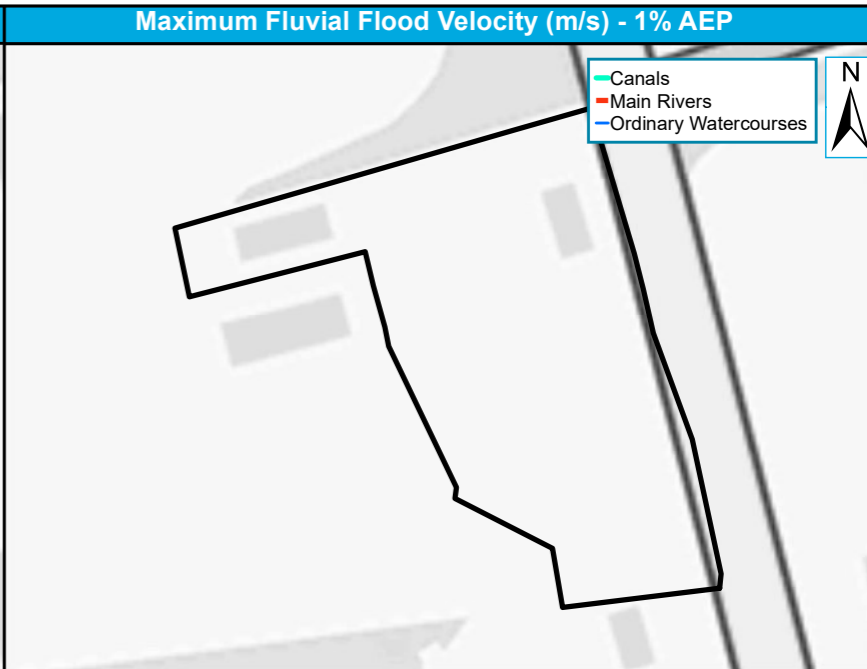 Maximum Fluvial Flood Velocity (m/s) - 1% AEP
Canals
Main Rivers
Ordinary Watercourses
N